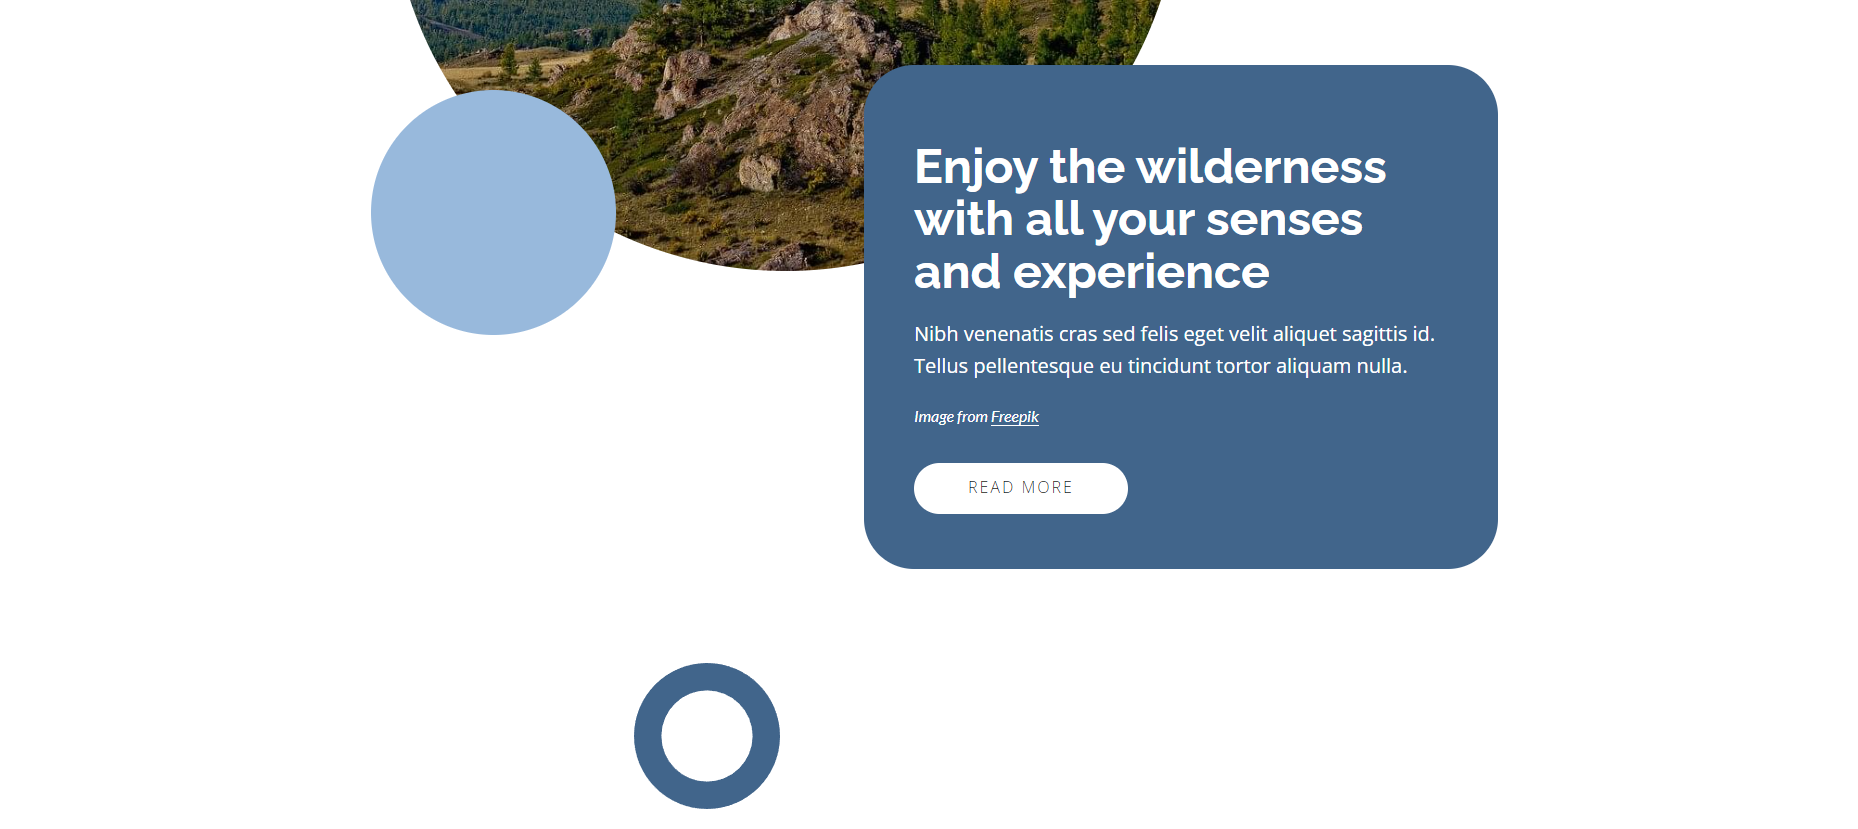 Enjoy the wilderness
with all your senses
and experience
Nibh venenatis cras sed felis eget velit aliquet sagittis id.
Tellus pellentesque eu tincidunt tortor aliquam nulla.
Image from Freepik
READ MORE